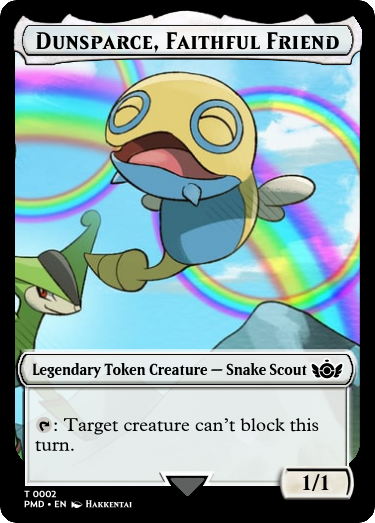 Dunsparce, Faithful Friend
Legendary Token Creature — Snake Scout
: Target creature can't block this
turn.
1/1
T 0002
PMD • EN Hakkentai